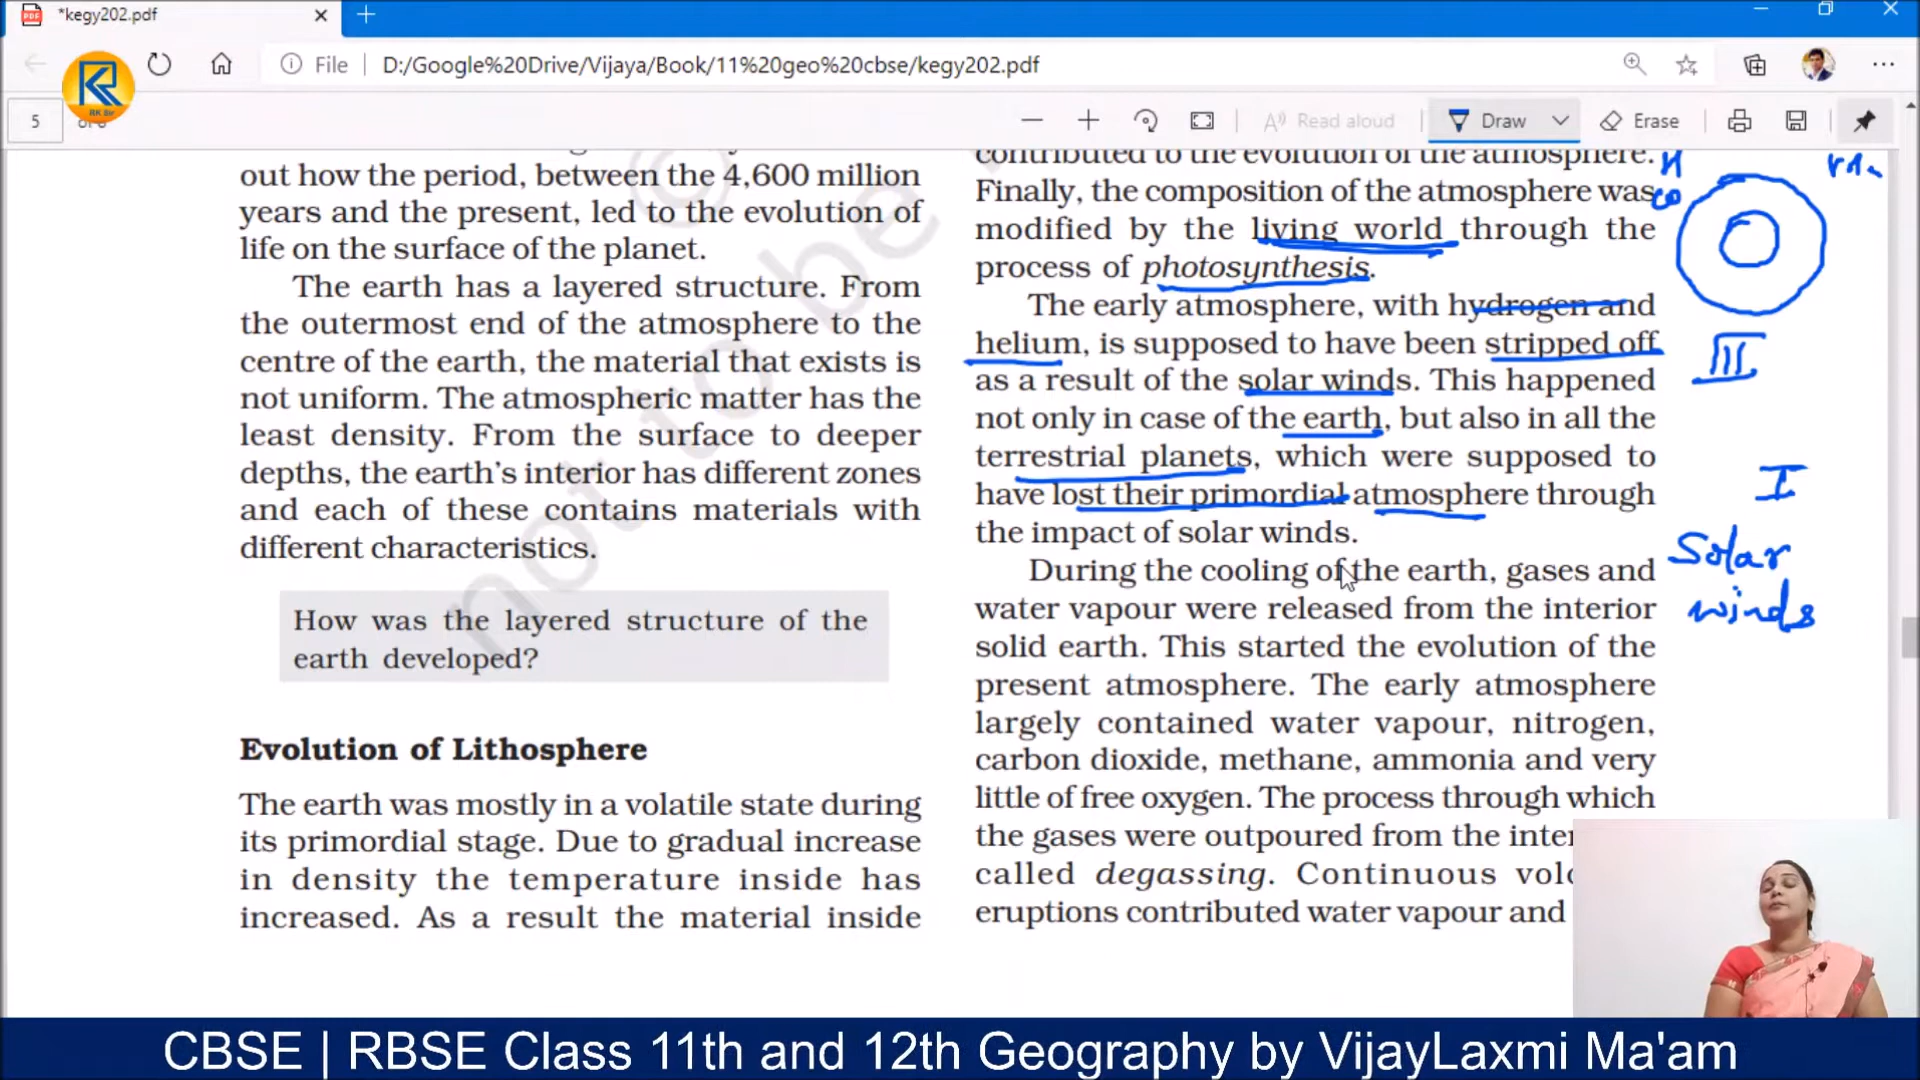 *kegy202.pdf
File | D:/Google%20Drive/Vijaya/Book/11%20geo%20cbse/kegy202.pdf
RK Sir
5
Read aloud
Draw
Erase
out how the period, between the 4,600 million
years and the present, led to the evolution of
life on the surface of the planet.
The earth has a layered structure. From
the outermost end of the atmosphere to the
centre of the earth, the material that exists is
not uniform. The atmospheric matter has the
least density. From the surface to deeper
depths, the earth's interior has different zones
and each of these contains materials with
different characteristics.
How was the layered structure of the
earth developed?
Evolution of Lithosphere
The earth was mostly in a volatile state during
its primordial stage. Due to gradual increase
in density the temperature inside has
increased. As a result the material inside
not to be
©
contributed to the evolution of the atmosphere.
Finally, the composition of the atmosphere was
modified by the living world through the
process of photosynthesis.
The early atmosphere, with hydrogen and
helium, is supposed to have been stripped off
as a result of the solar winds. This happened
not only in case of the earth, but also in all the
terrestrial planets, which were supposed to
have lost their primordial atmosphere through
the impact of solar winds.
During the cooling of the earth, gases and
water vapour were released from the interior
solid earth. This started the evolution of the
present atmosphere. The early atmosphere
largely contained water vapour, nitrogen,
carbon dioxide, methane, ammonia and very
little of free oxygen. The process through which
the gases were outpoured from the
called degassing. Continuous
eruptions contributed water vapour and
H
III
I
Solar
winds
CBSE | RBSE Class 11th and 12th Geography by VijayLaxmi Ma'am